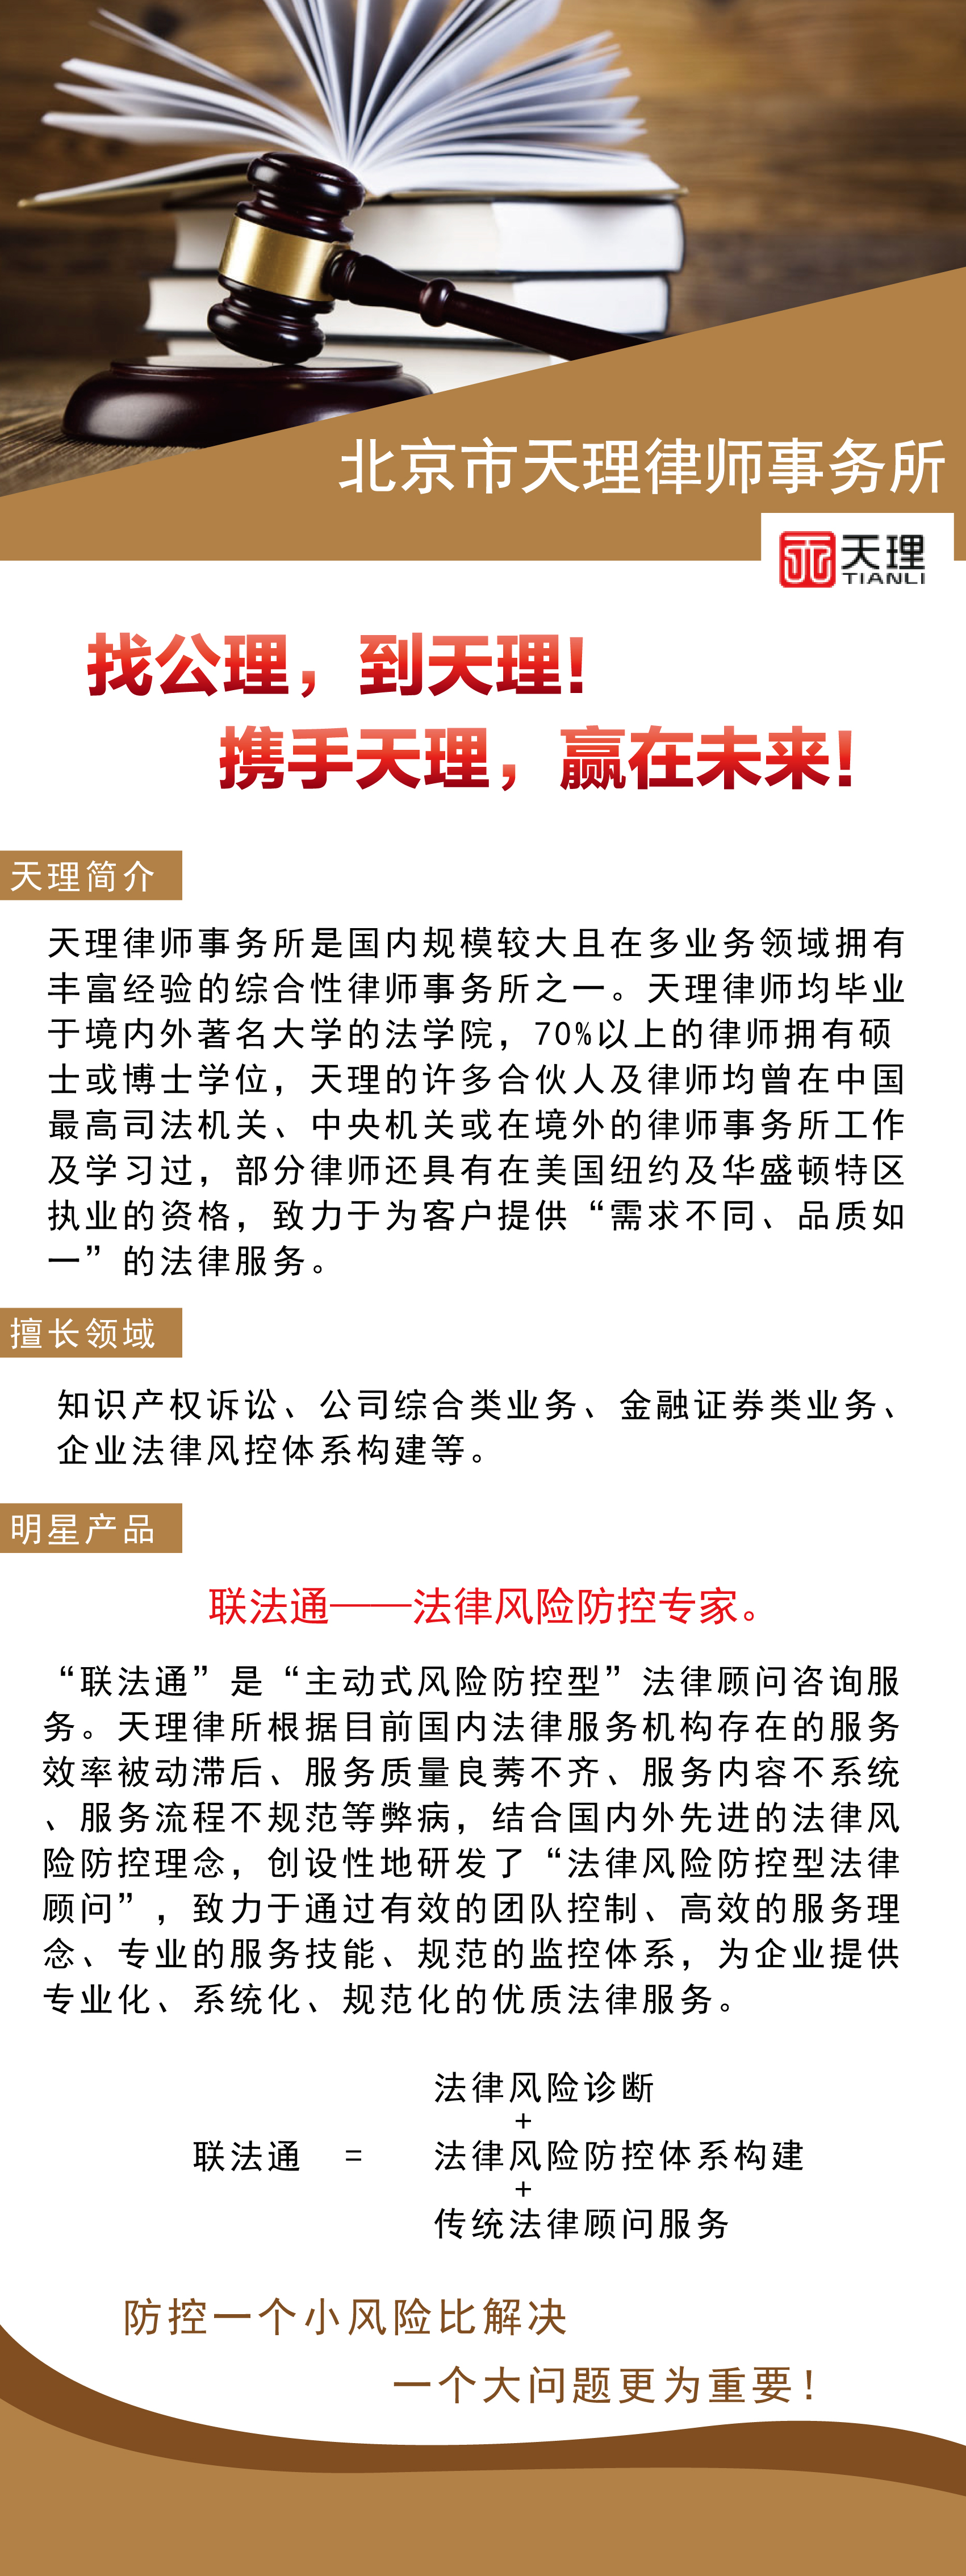 北京市天理律师事务所
天理
TIANLI
找公理，到天理！
携手天理，赢在未来！
天理简介
天理律师事务所是国内规模较大且在多业务领域拥有
丰富经验的综合性律师事务所之一。天理律师均毕业
于境内外著名大学的法学院，70%以上的律师拥有硕
士或博士学位，天理的许多合伙人及律师均曾在中国
最高司法机关、中央机关或在境外的律师事务所工作
及学习过，部分律师还具有在美国纽约及华盛顿特区
执业的资格，致力于为客户提供“需求不同、品质如
一”的法律服务。
擅长领域
知识产权诉讼、公司综合类业务、金融证券类业务、
企业法律风控体系构建等。
明星产品
联法通——法律风险防控专家。
“联法通”是“主动式风险防控型”法律顾问咨询服
务。天理律所根据目前国内法律服务机构存在的服务
效率被动滞后、服务质量良莠不齐、服务内容不系统
、服务流程不规范等弊病，结合国内外先进的法律风
险防控理念，创设性地研发了“法律风险防控型法律
顾问”，致力于通过有效的团队控制、高效的服务理
念、专业的服务技能、规范的监控体系，为企业提供
专业化、系统化、规范化的优质法律服务。
法律风险诊断
+
联法通 = 法律风险防控体系构建
+
传统法律顾问服务
防控一个小风险比解决
一个大问题更为重要！